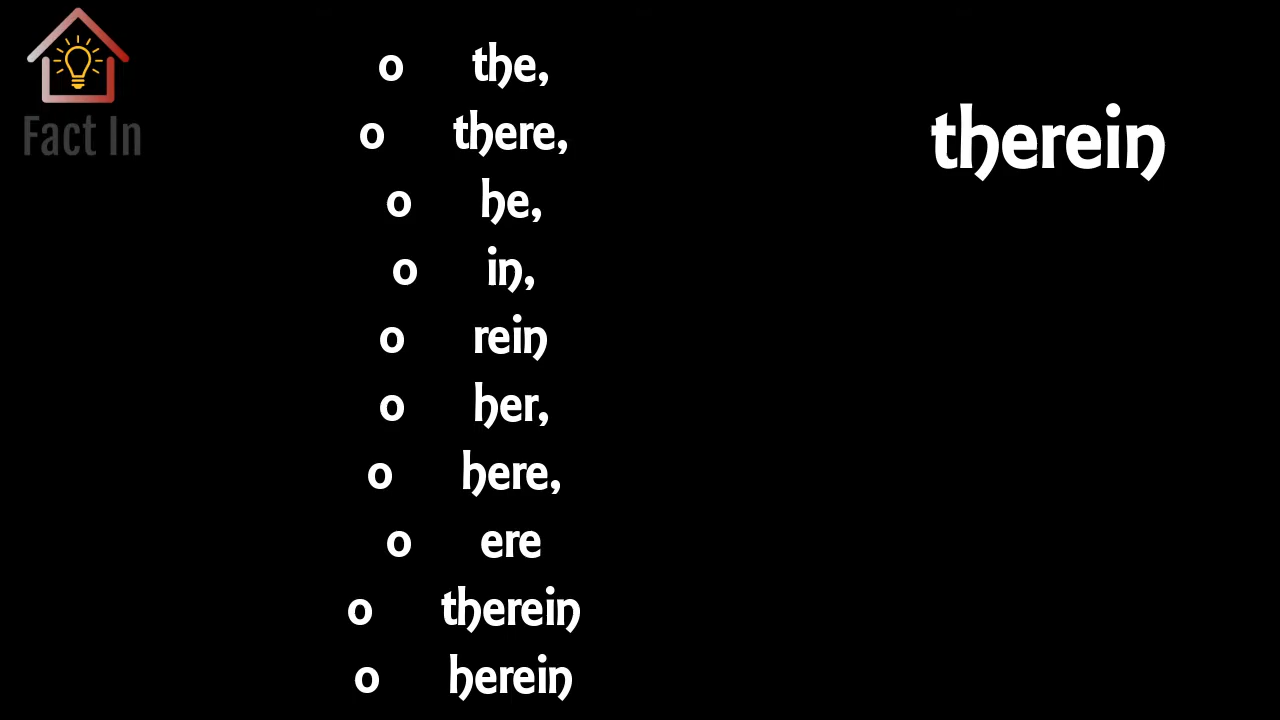 Fact In
o the,
o there,
o he,
o in,
o rein
o her,
o here,
o ere
o therein
o herein
therein